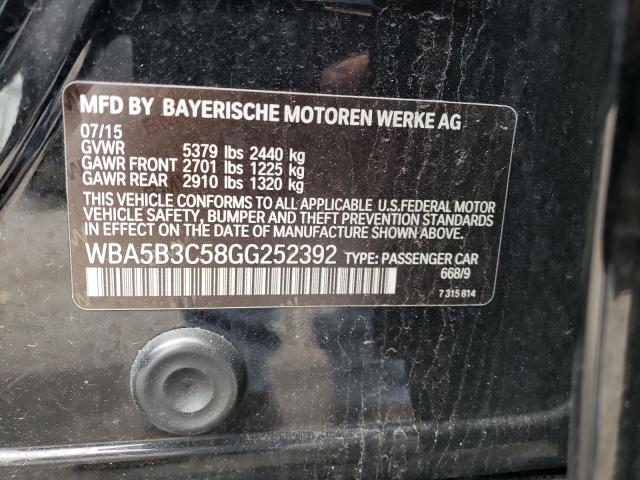 MFD BY BAYERISCHE MOTOREN WERKE AG
07/15
GVWR 5379 lbs 2440 kg
GAWR FRONT 2701 lbs 1225 kg
GAWR REAR 2910 lbs 1320 kg
THIS VEHICLE CONFORMS TO ALL APPLICABLE U.S.FEDERAL MOTOR
VEHICLE SAFETY, BUMPER AND THEFT PREVENTION STANDARDS
IN EFFECT ON THE DATE OF MANUFACTURE SHOWN ABOVE.
WBA5B3C58GG252392 TYPE: PASSENGER CAR
668/9
7 315 814